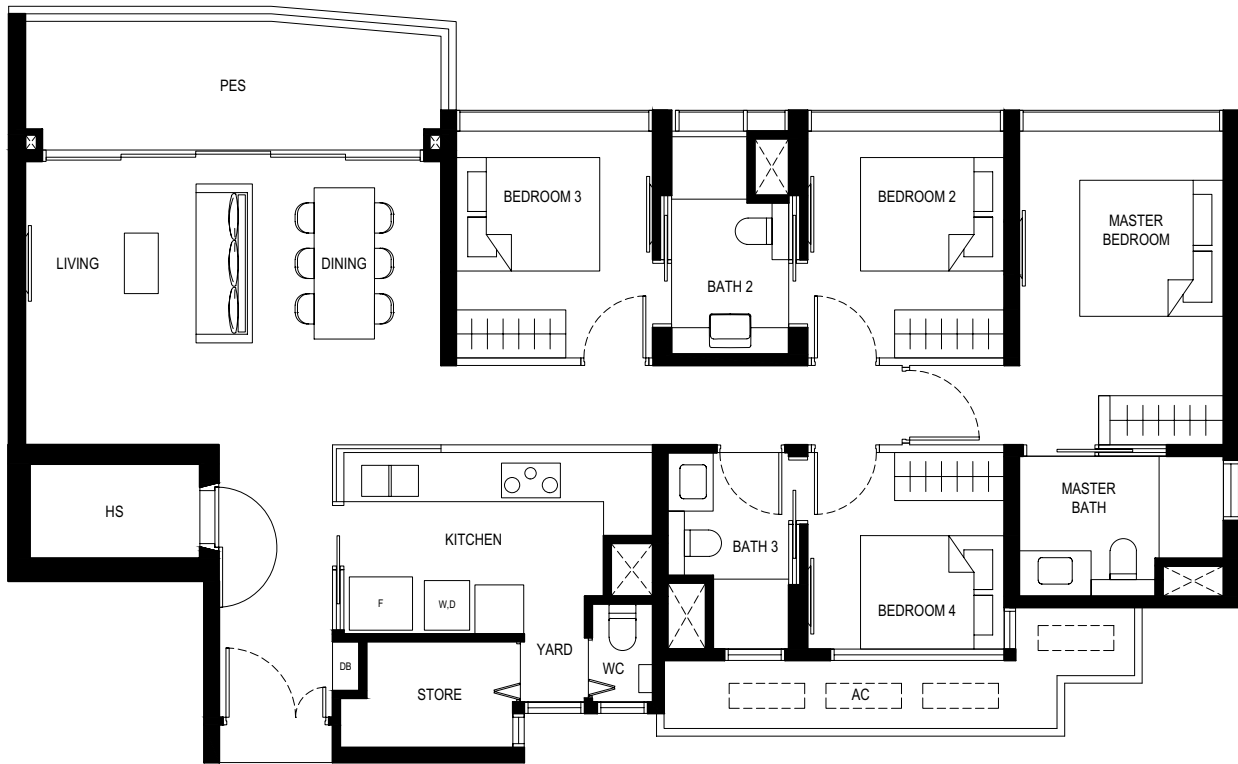 PES
BEDROOM 3
BEDROOM 2
MASTER
BEDROOM
LIVING
DINING
BATH 2
HS
KITCHEN
MASTER
BATH
BATH 3
F
W,D
BEDROOM 4
YARD
WC
DB
STORE
AC